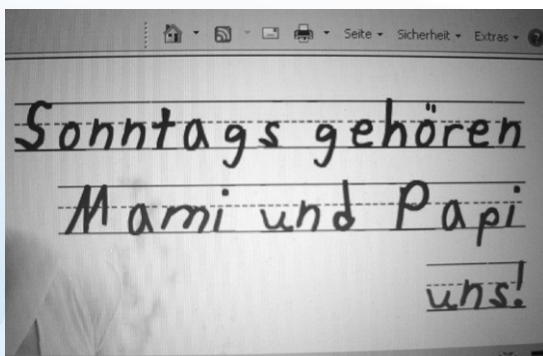 Seite Sicherheit Extras
Sonntags gehören
Mami und Papi
uns!